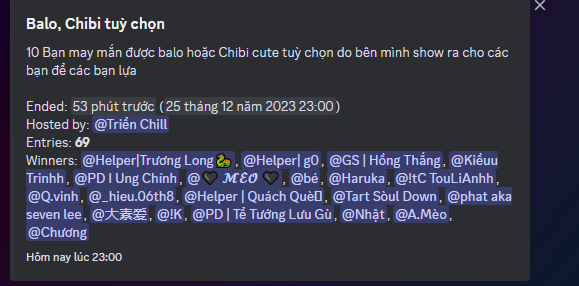 Balo, Chibi tuỳ chọn
10 Bạn may mắn được balo hoặc Chibi cute tuỳ chọn do bên mình show ra cho các
bạn để các bạn lựa
Ended: 53 phút trước (25 tháng 12 năm 2023 23:00)
Hosted by: @Triển Chill
Entries: 69
Winners: @Helper|Trương Long🐉, @Helper| g0, @GS | Hồng Thắng, @Kiềuu
Trinhh, @PD I Ung Chính, @🖤 𝓜𝓔𝓞 🖤, @bé, @Haruka, @!tC TouLiAnhh,
@Q.vinh, @_hieu.06th8, @Helper | Quách Què, @Tart Sòul Down, @phat aka
seven lee, @大素爱, @!K, @PD | Tể Tướng Lưu Gù, @Nhật, @A.Mèo,
@Chương
Hôm nay lúc 23:00